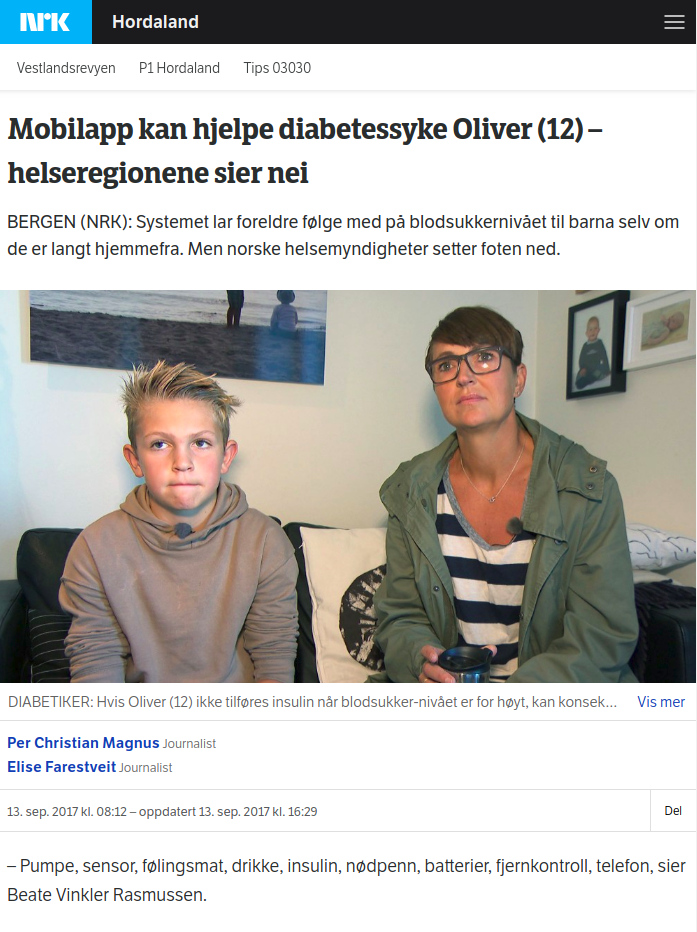 NRK Hordaland
Vestlandsrevyen P1 Hordaland Tips 03030
Mobilapp kan hjelpe diabetessyke Oliver (12) –
helseregionene sier nei
BERGEN (NRK): Systemet lar foreldre følge med på blodsukkernivået til barna selv om
de er langt hjemmefra. Men norske helsemyndigheter setter foten ned.
DIABETIKER: Hvis Oliver (12) ikke tilføres insulin når blodsukker-nivået er for høyt, kan konsek... Vis mer
Per Christian Magnus Journalist
Elise Farestveit Journalist
13. sep. 2017 kl. 08:12 – oppdatert 13. sep. 2017 kl. 16:29 Del
– Pumpe, sensor, følingsmat, drikke, insulin, nødpenn, batterier, fjernkontroll, telefon, sier
Beate Vinkler Rasmussen.